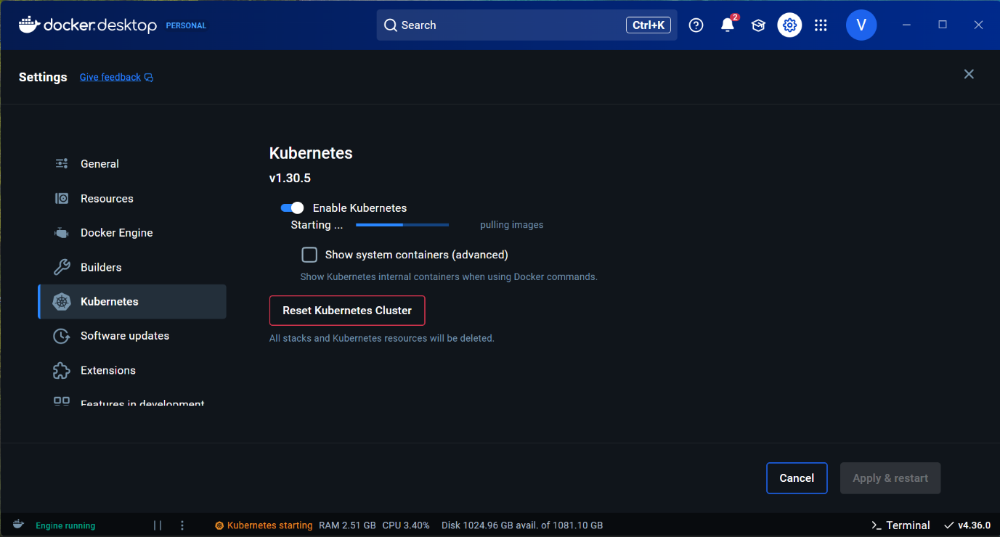 docker.desktop PERSONAL Search Ctrl+K 2 V
Settings Give feedback
Kubernetes
v1.30.5
General
Resources
Docker Engine
Builders
Kubernetes
Software updates
Extensions
Features in development
Enable Kubernetes
Starting ... pulling images
Show system containers (advanced)
Show Kubernetes internal containers when using Docker commands.
Reset Kubernetes Cluster
All stacks and Kubernetes resources will be deleted.
Cancel Apply & restart
Engine running Kubernetes starting RAM 2.51 GB CPU 3.40% Disk 1024.96 GB avail. of 1081.10 GB Terminal v4.36.0